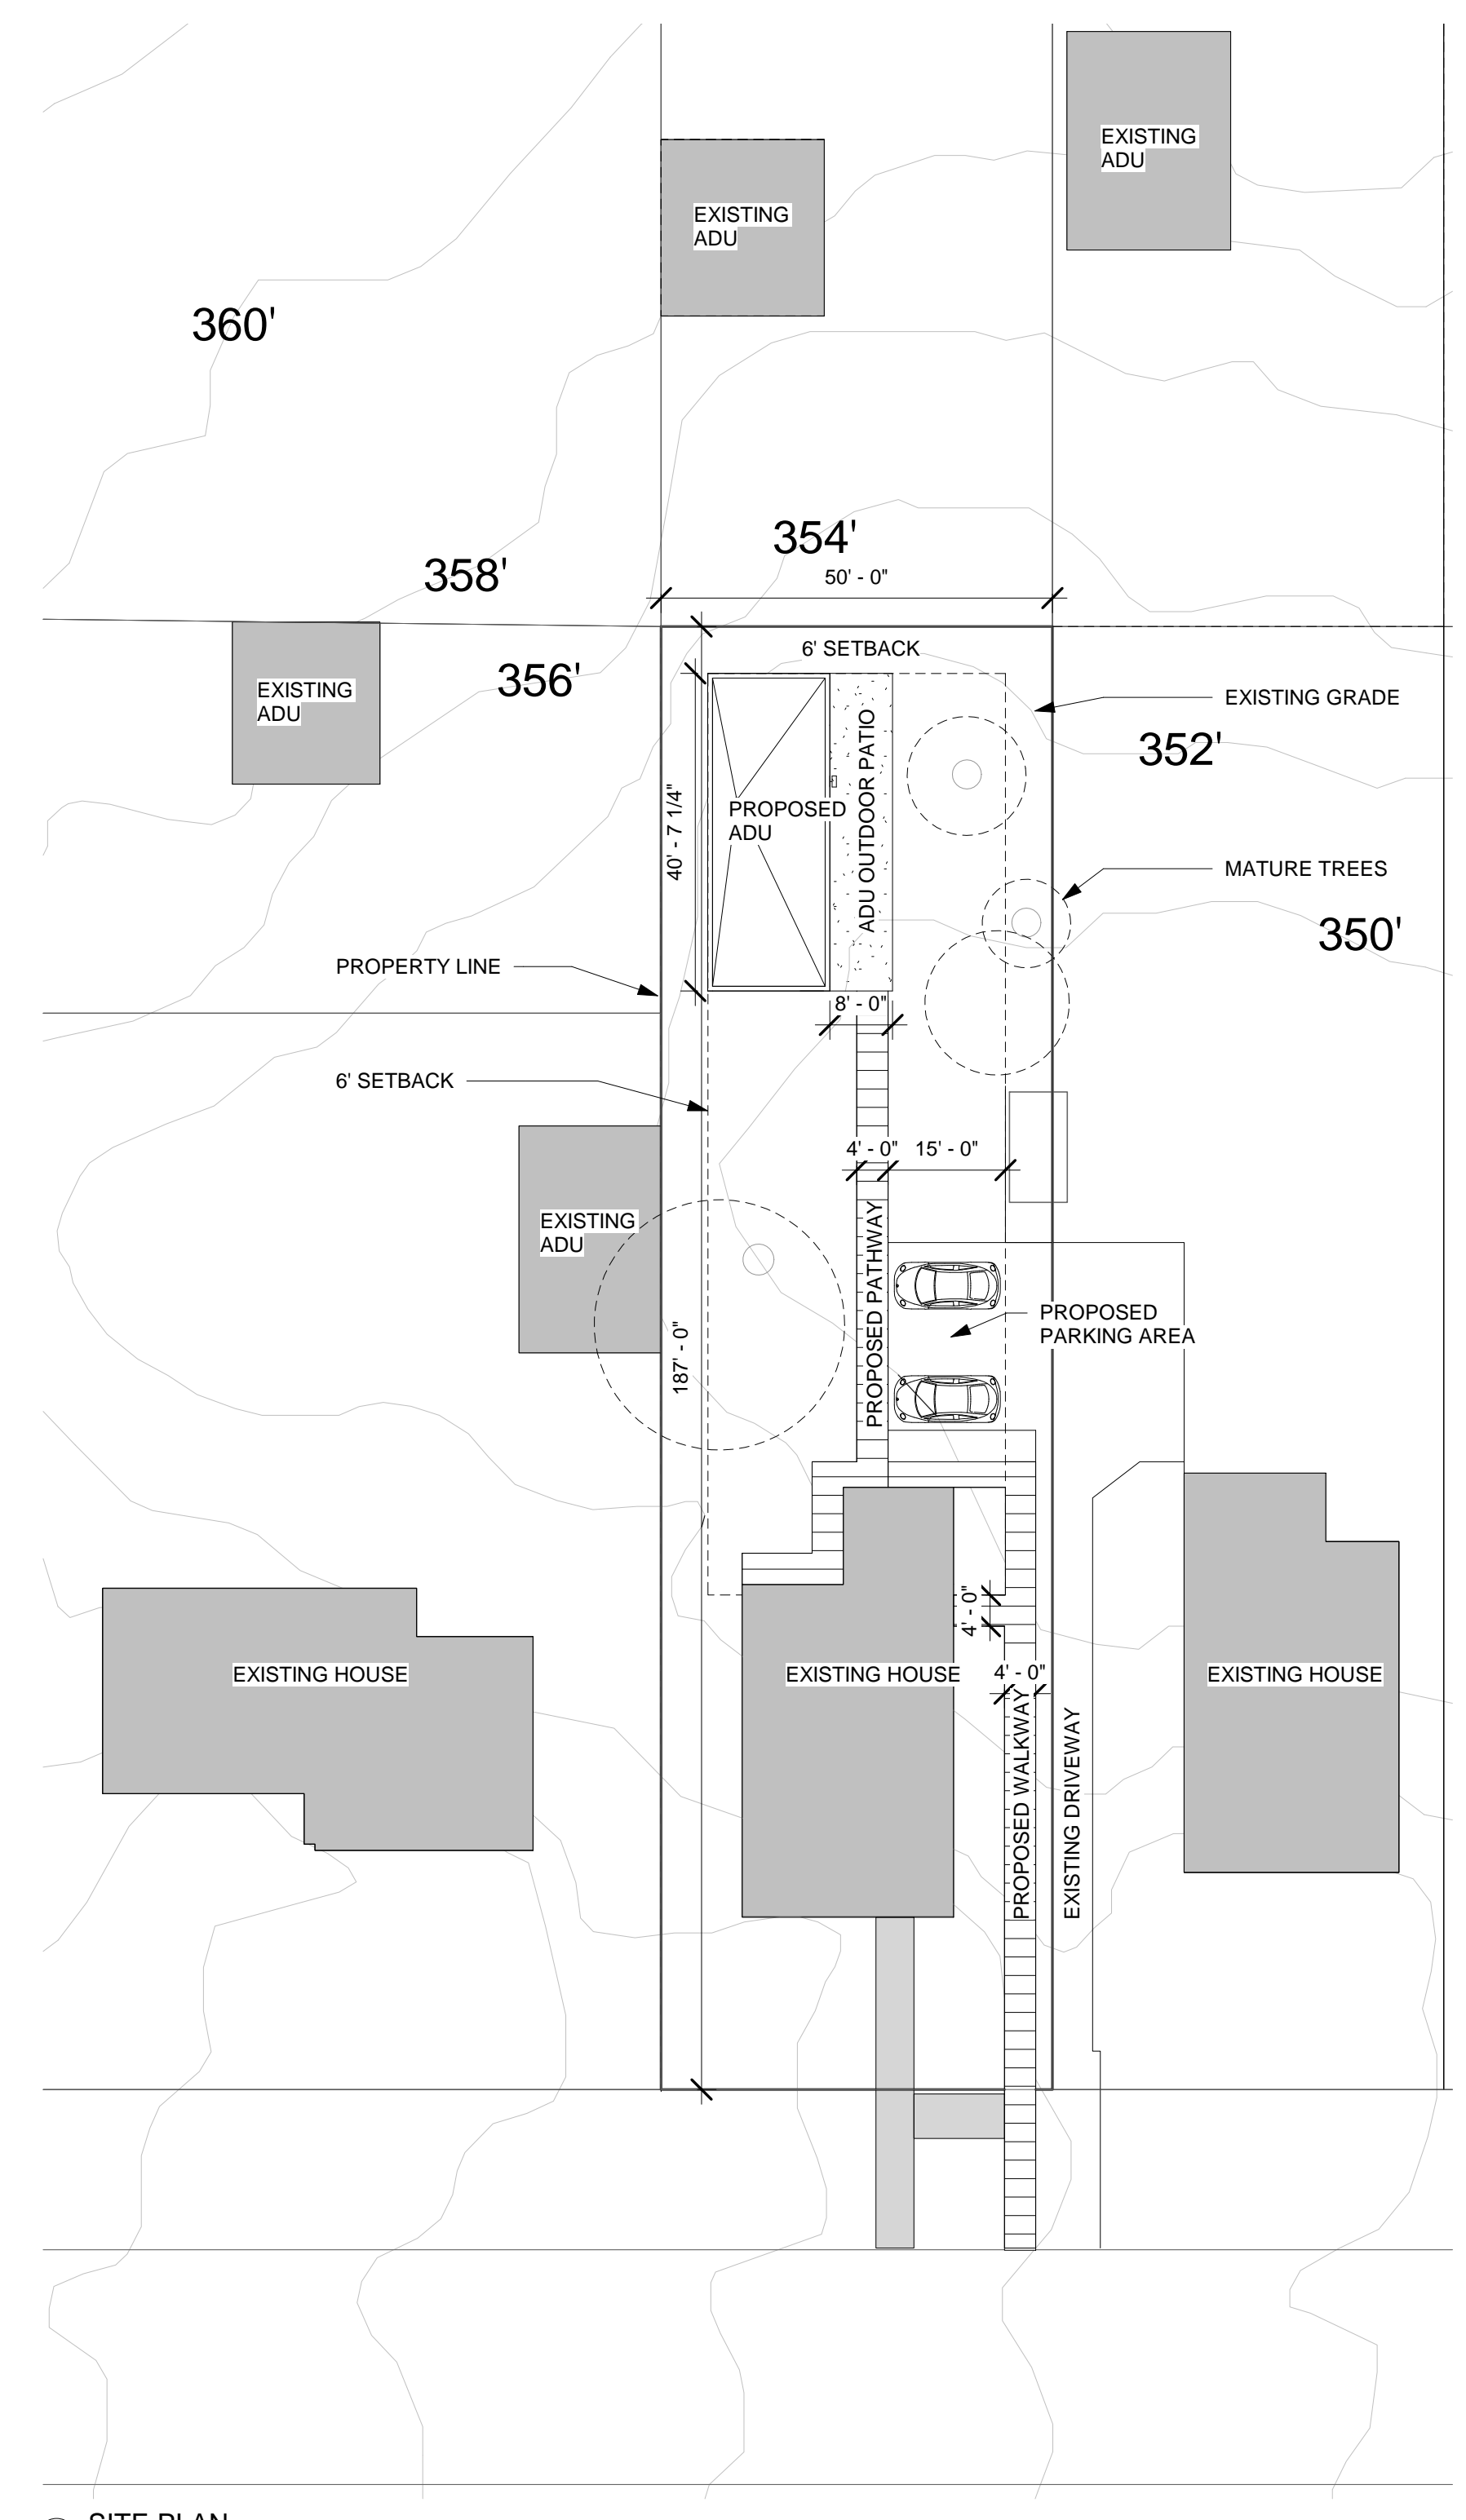 EXISTING
ADU
EXISTING
ADU
360'
354'
358'
50' - 0"
6' SETBACK
356'
EXISTING
ADU
EXISTING GRADE
352'
40' - 7 1/4"
PROPOSED
ADU
ADU OUTDOOR PATIO
MATURE TREES
350'
PROPERTY LINE
8' - 0"
6' SETBACK
4' - 0"
15' - 0"
EXISTING
ADU
187' - 0"
PROPOSED PATHWAY
PROPOSED
PARKING AREA
4' - 0"
EXISTING HOUSE
EXISTING HOUSE
4' - 0"
EXISTING HOUSE
PROPOSED WALKWAY
EXISTING DRIVEWAY
SITE PLAN